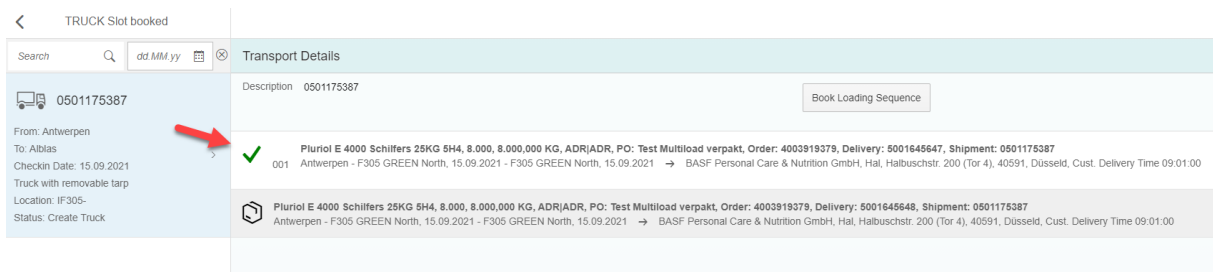 TRUCK Slot booked
Search
dd.MM.yy
Transport Details
0501175387
From: Antwerpen
To: Alblas
Checkin Date: 15.09.2021
Truck with removable tarp
Location: IF305-
Status: Create Truck
Description 0501175387
Book Loading Sequence
Pluriol E 4000 Schilfers 25KG 5H4, 8.000, 8.000,000 KG, ADR|ADR, PO: Test Multiload verpakt, Order: 4003919379, Delivery: 5001645647, Shipment: 0501175387
001 Antwerpen - F305 GREEN North, 15.09.2021 - F305 GREEN North, 15.09.2021 → BASF Personal Care & Nutrition GmbH, Hal, Halbuschstr. 200 (Tor 4), 40591, Düsseld, Cust. Delivery Time 09:01:00
Pluriol E 4000 Schilfers 25KG 5H4, 8.000, 8.000,000 KG, ADR|ADR, PO: Test Multiload verpakt, Order: 4003919379, Delivery: 5001645648, Shipment: 0501175387
Antwerpen - F305 GREEN North, 15.09.2021 - F305 GREEN North, 15.09.2021 → BASF Personal Care & Nutrition GmbH, Hal, Halbuschstr. 200 (Tor 4), 40591, Düsseld, Cust. Delivery Time 09:01:00